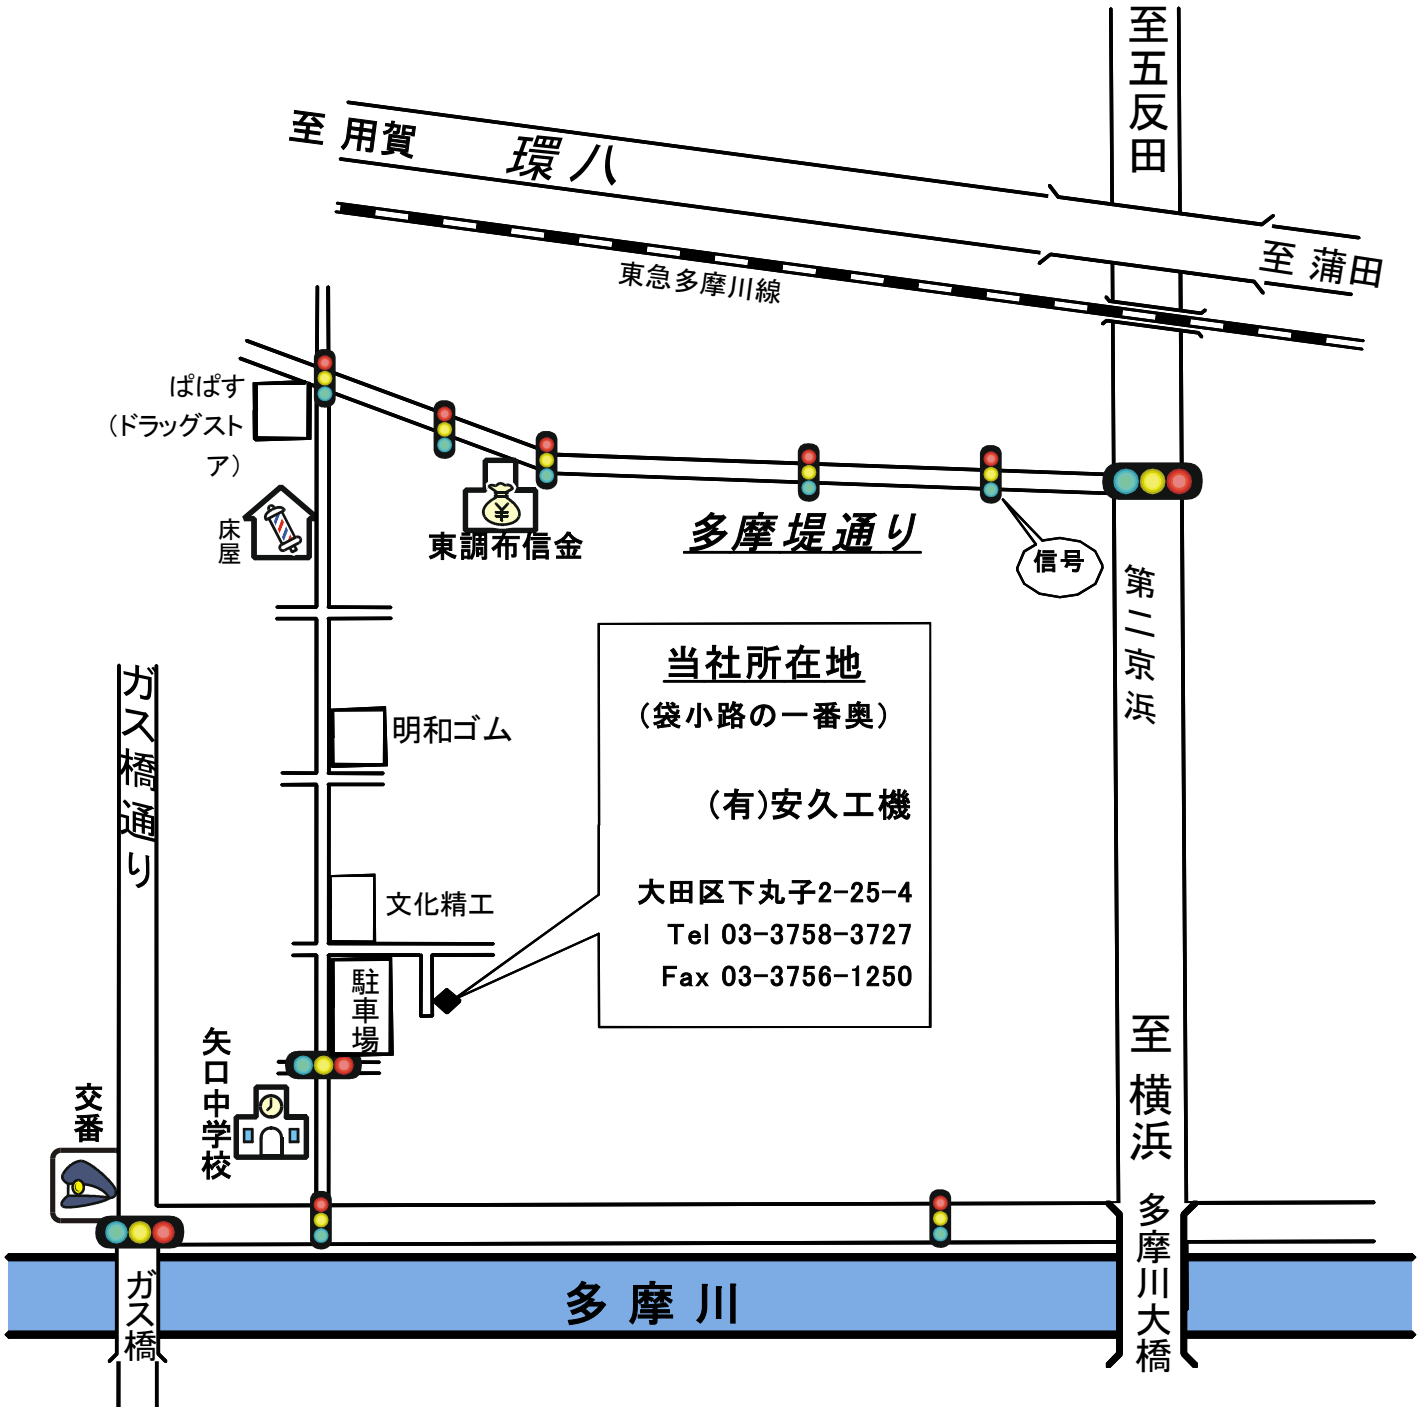 至五反田
至 用賀
環八
至 蒲田
東急多摩川線
ぱぱす
（ドラッグスト
ア）
床屋
東調布信金
多摩堤通り
信号
第二京浜
ガス橋通り
明和ゴム
当社所在地
（袋小路の一番奥）
（有）安久工機
大田区下丸子2-25-4
Tel 03-3758-3727
Fax 03-3756-1250
文化精工
駐車場
矢口中学校
交番
至 横浜
多摩川大橋
多摩川
ガス橋